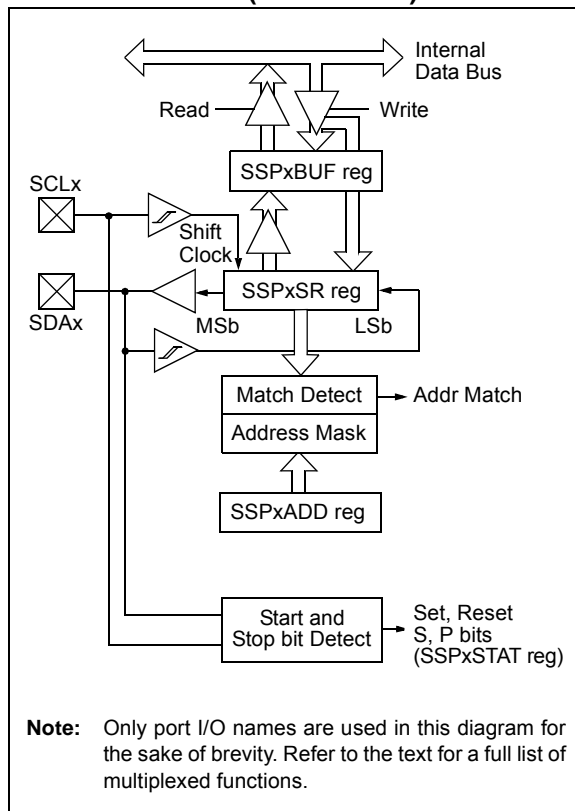 Internal
Data Bus
Read
Write
SSPxBUF reg
SCLx
Shift
Clock
SSPxSR reg
SDAx
MSb
LSb
Match Detect
Addr Match
Address Mask
SSPxADD reg
Start and
Stop bit Detect
Set, Reset
S, P bits
(SSPxSTAT reg)
Note: Only port I/O names are used in this diagram for
the sake of brevity. Refer to the text for a full list of
multiplexed functions.